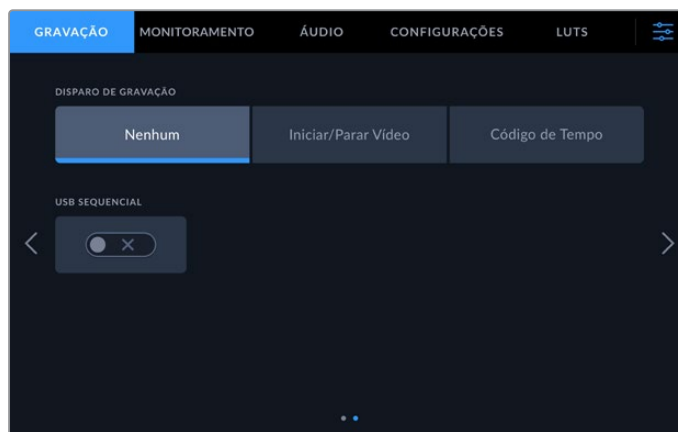 GRAVAÇÃO MONITORAMENTO ÁUDIO CONFIGURAÇÕES LUTS
DISPARO DE GRAVAÇÃO
Nenhum Iniciar/Parar Vídeo Código de Tempo
USB SEQUENCIAL